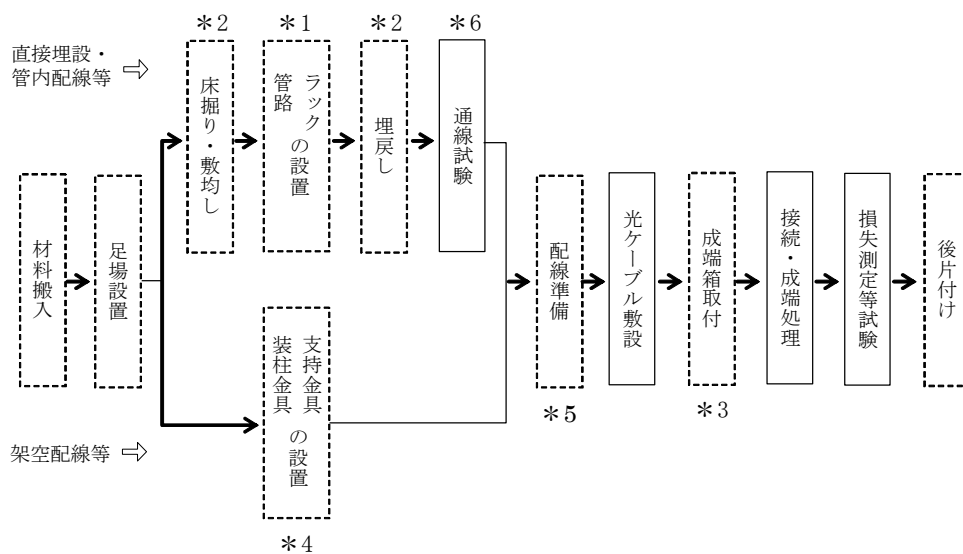 *2
*1
*2
*6
直接埋設・
管内配線等
床掘り・敷均し
ラック
管路
の設置
埋戻し
通線試験
材料搬入
足場設置
配線準備
光ケーブル敷設
成端箱取付
接続・成端処理
損失測定等試験
後片付け
支持金具
装柱金具
の設置
*5
*3
架空配線等
*4